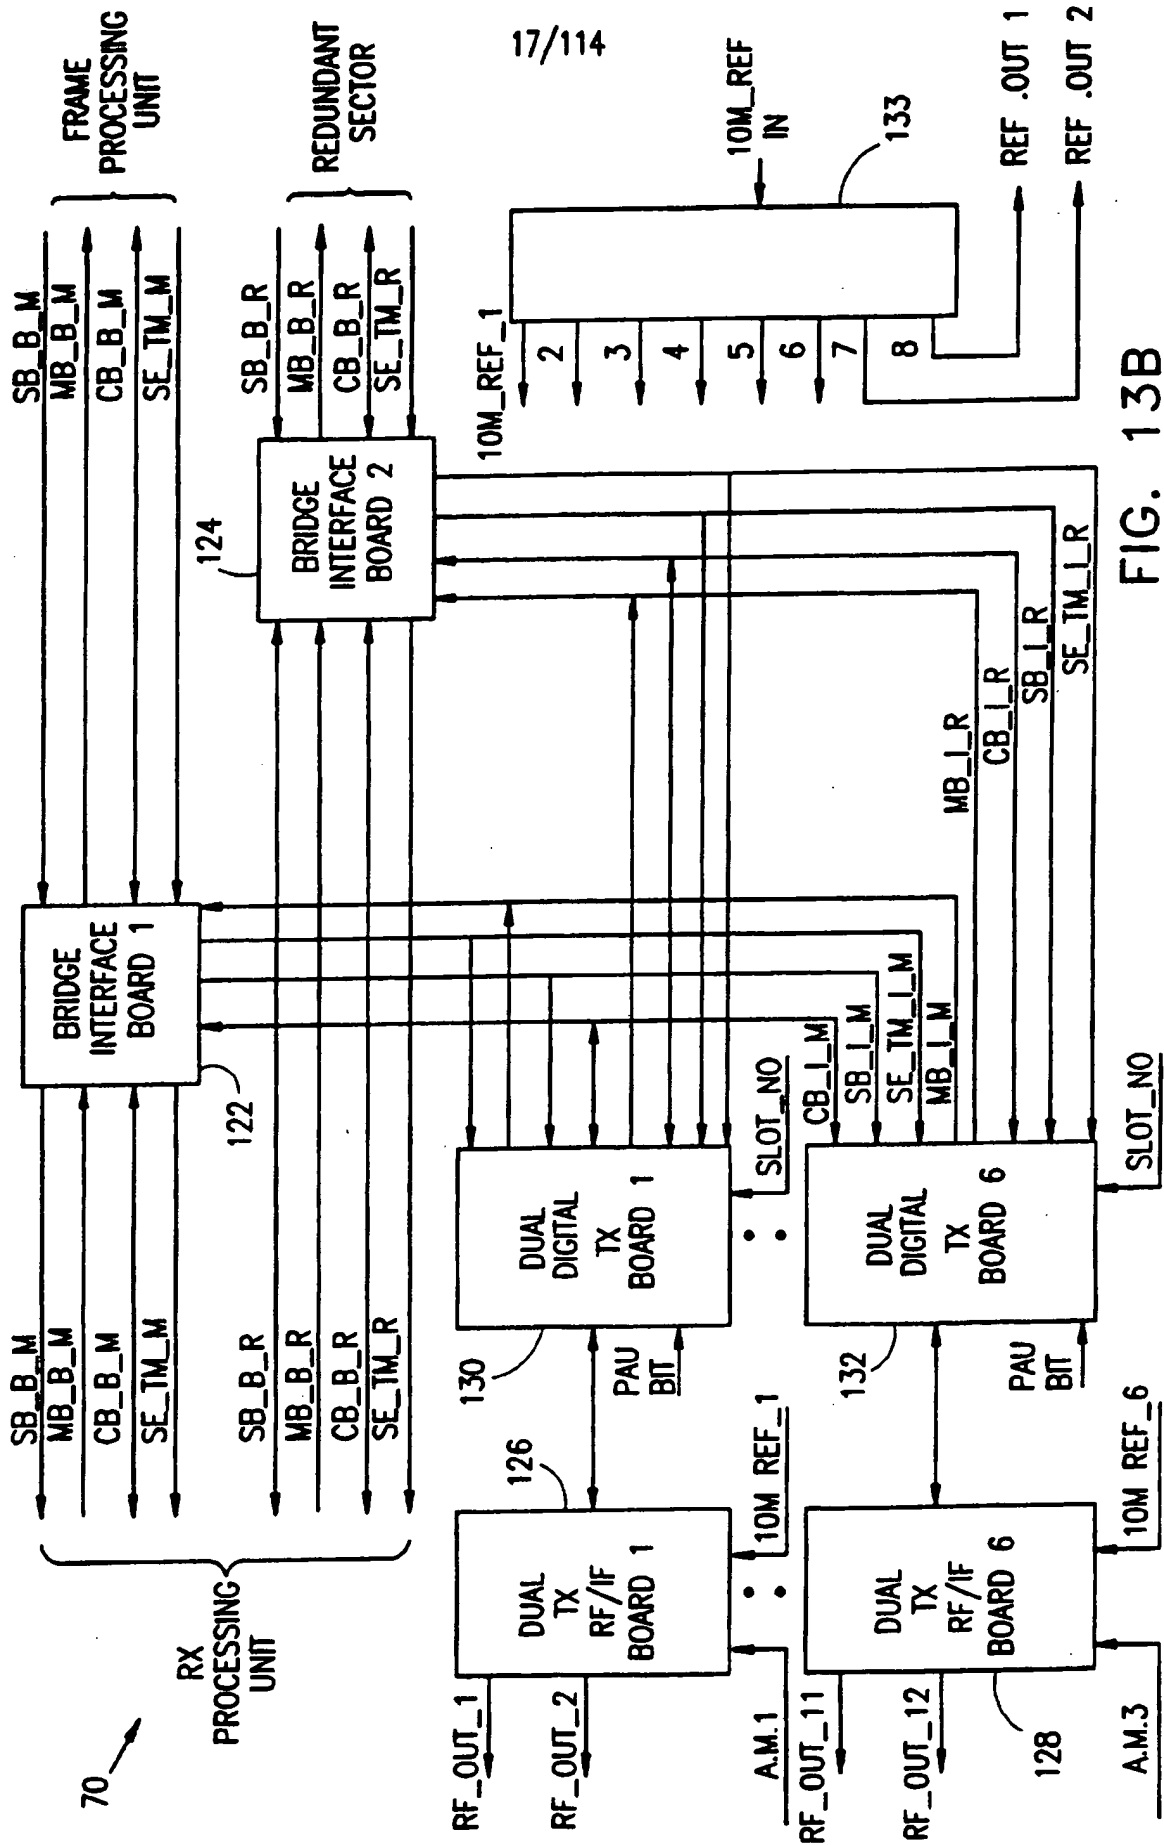 17/114
70
RX
PROCESSING
UNIT
SB_B_M
MB_B_M
CB_B_M
SE_TM_M
SB_B_R
MB_B_R
CB_B_R
SE_TM_R
122
BRIDGE
INTERFACE
BOARD 1
SB_B_M
MB_B_M
CB_B_M
SE_TM_M
FRAME
PROCESSING
UNIT
124
BRIDGE
INTERFACE
BOARD 2
SB_B_R
MB_B_R
CB_B_R
SE_TM_R
REDUNDANT
SECTOR
RF_OUT_1
RF_OUT_2
DUAL
TX
RF/IF
BOARD 1
126
A.M.1
10M REF_1
130
PAU
BIT
DUAL
DIGITAL
TX
BOARD 1
SLOT_NO
CB_I_M
SB_I_M
SE_TM_I_M
MB_I_M
MB_I_R
CB_I_R
SB_I_R
SE_TM_I_R
RF_OUT_11
RF_OUT_12
DUAL
TX
RF/IF
BOARD 6
128
A.M.3
10M REF_6
132
PAU
BIT
DUAL
DIGITAL
TX
BOARD 6
SLOT_NO
10M_REF_1
2
3
4
5
6
7
8
10M_REF
IN
133
REF .OUT 1
REF .OUT 2
FIG. 13B